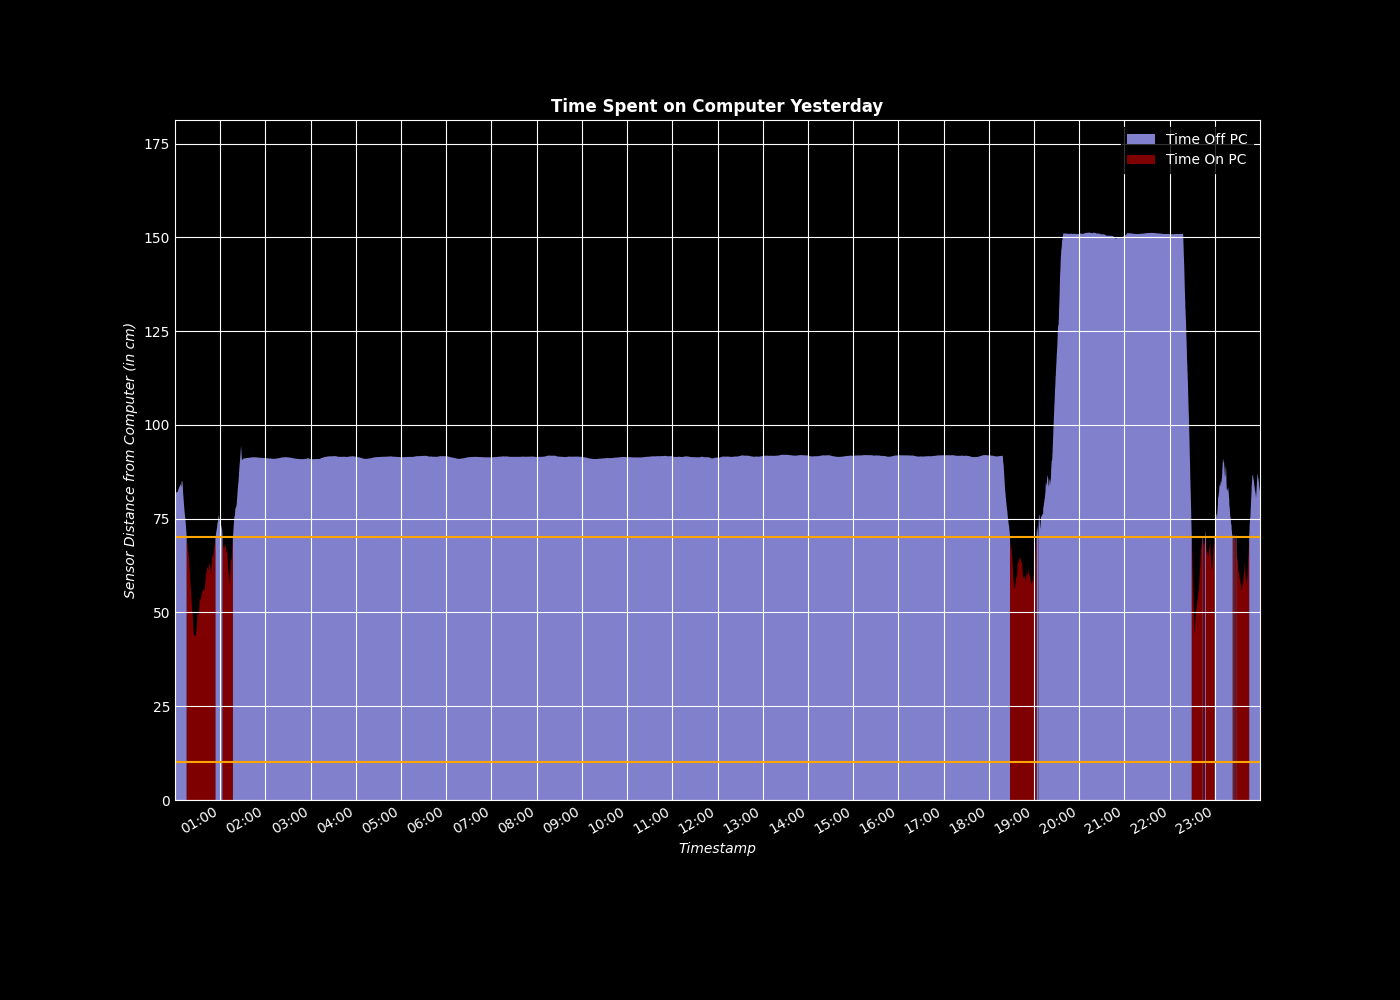 Time Spent on Computer Yesterday
Time Off PC
Time On PC
Sensor Distance from Computer (in cm)
175
150
125
100
75
50
25
0
01:00 02:00 03:00 04:00 05:00 06:00 07:00 08:00 09:00 10:00 11:00 12:00 13:00 14:00 15:00 16:00 17:00 18:00 19:00 20:00 21:00 22:00 23:00
Timestamp